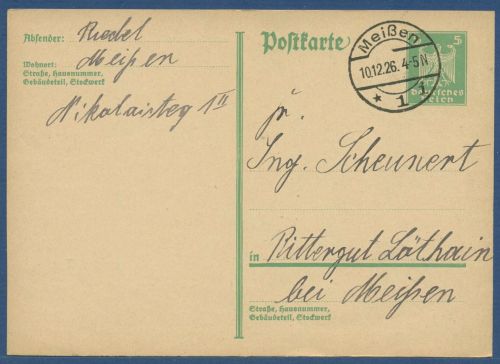 Absender: Riedel
Wohnort: Meißen
Straße, Hausnummer,
Gebäudeteil, Stockwerk
Nikolaisteg 1 II
Postkarte
Meißen
10.12.26. 4-5 N
* 1 
5
Deutsches
Reich
Ing. Scheunert
in Rittergut Löthain
bei Meißen
Straße, Hausnummer,
Gebäudeteil, Stockwerk